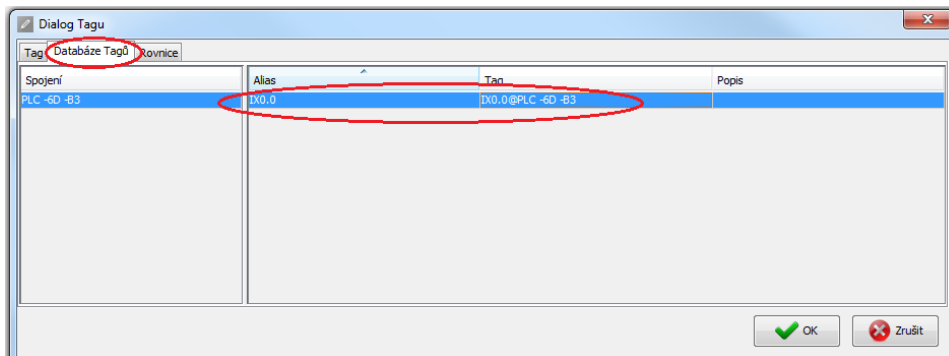 Dialog Tagu
Tag Databáze Tagů Rovnice
Spojení Alias Tag Popis
PLC -6D -B3 IX0.0 IX0.0@PLC -6D -B3
OK Zrušit